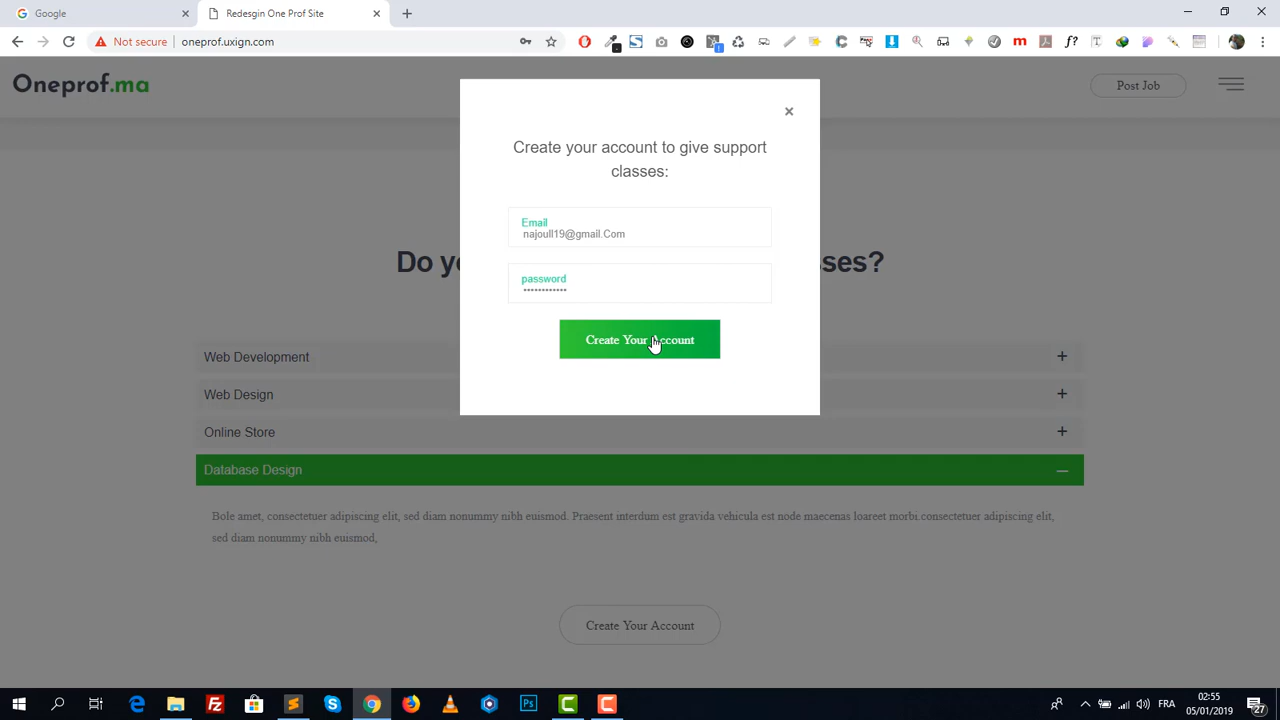 Google
Redesgin One Prof Site
Not secure
oneprof.uxign.com
Oneprof.ma
Post Job
Create your account to give support
classes:
Email
najoull19@gmail.Com
password
••••••••••••
Create Your Account
Do yo
sses?
Web Development
Web Design
Online Store
Database Design
Bole amet, consectetuer adipiscing elit, sed diam nonummy nibh euismod. Praesent interdum est gravida vehicula est node maecenas loareet morbi.consectetuer adipiscing elit,
sed diam nonummy nibh euismod,
Create Your Account
02:55
FRA
05/01/2019
27